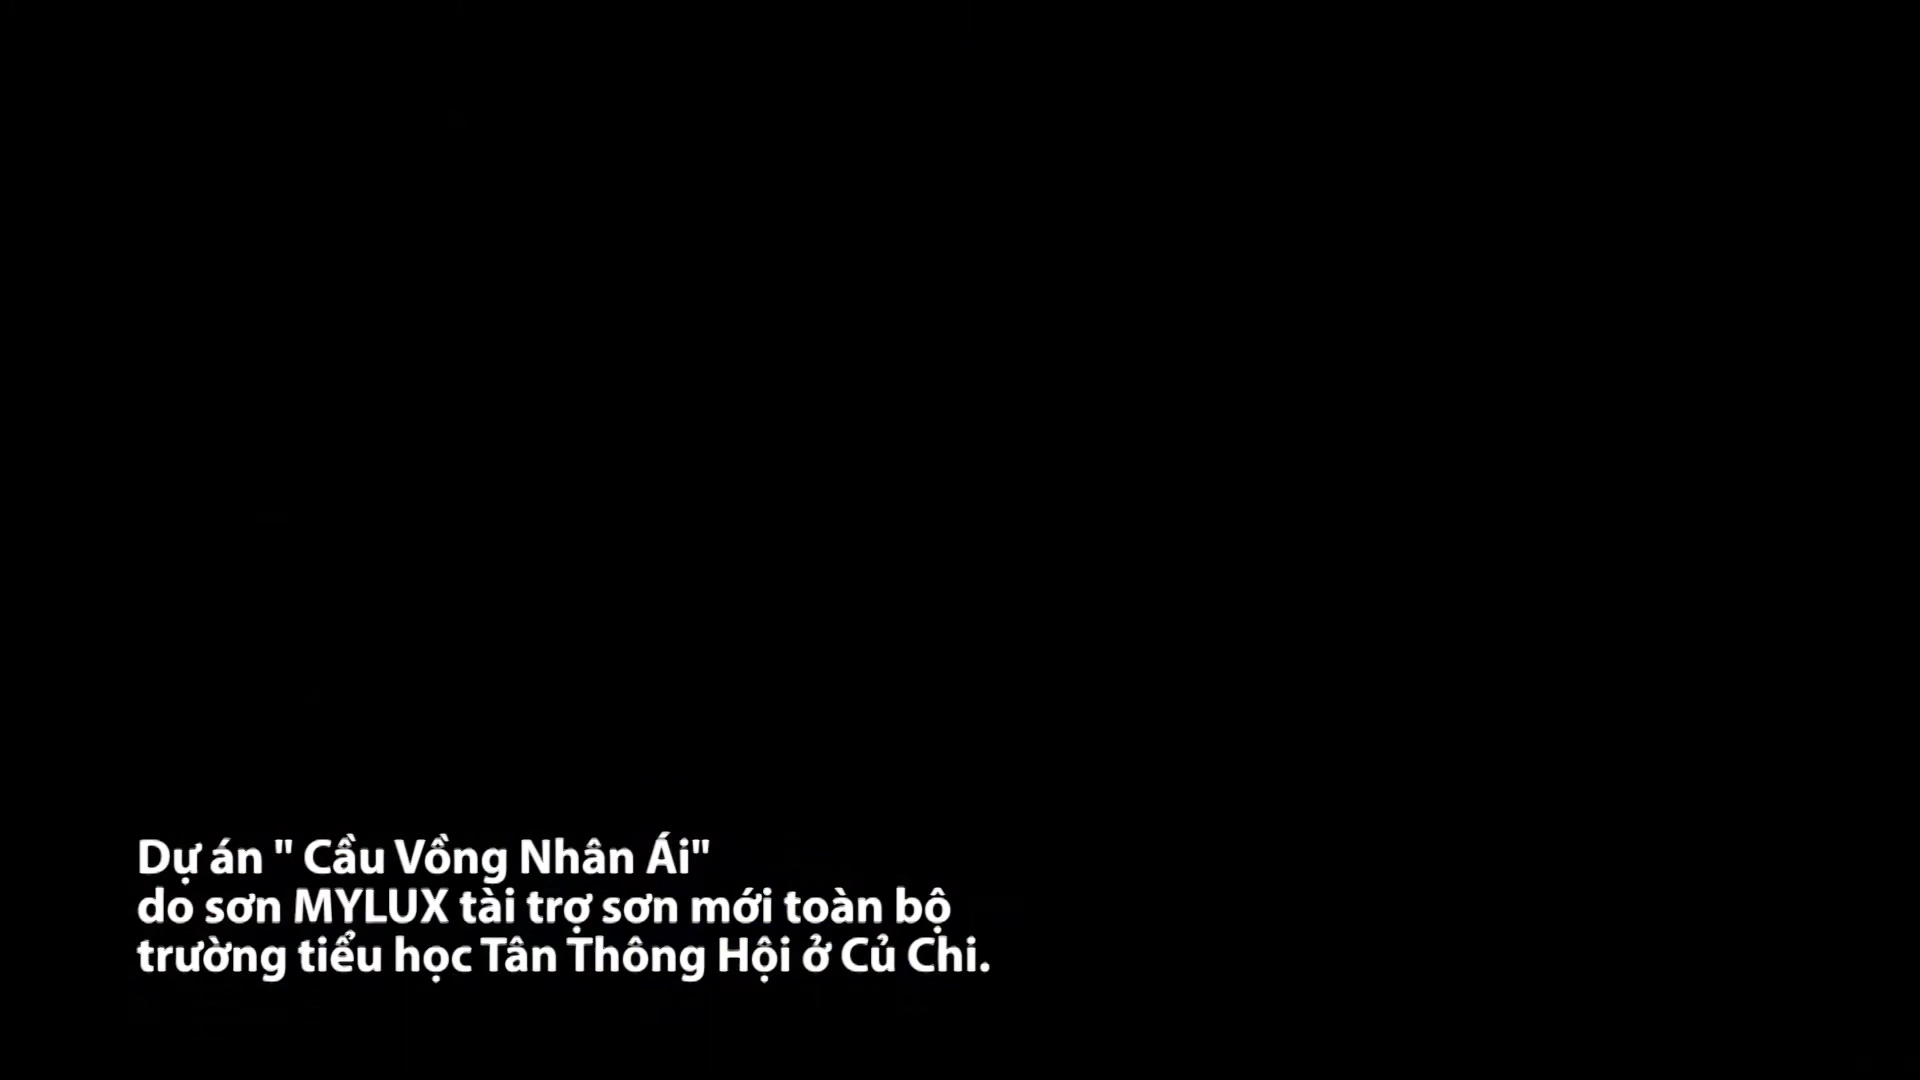 Dự án " Cầu Vồng Nhân Ái"
do sơn MYLUX tài trợ sơn mới toàn bộ
trường tiểu học Tân Thông Hội ở Củ Chi.